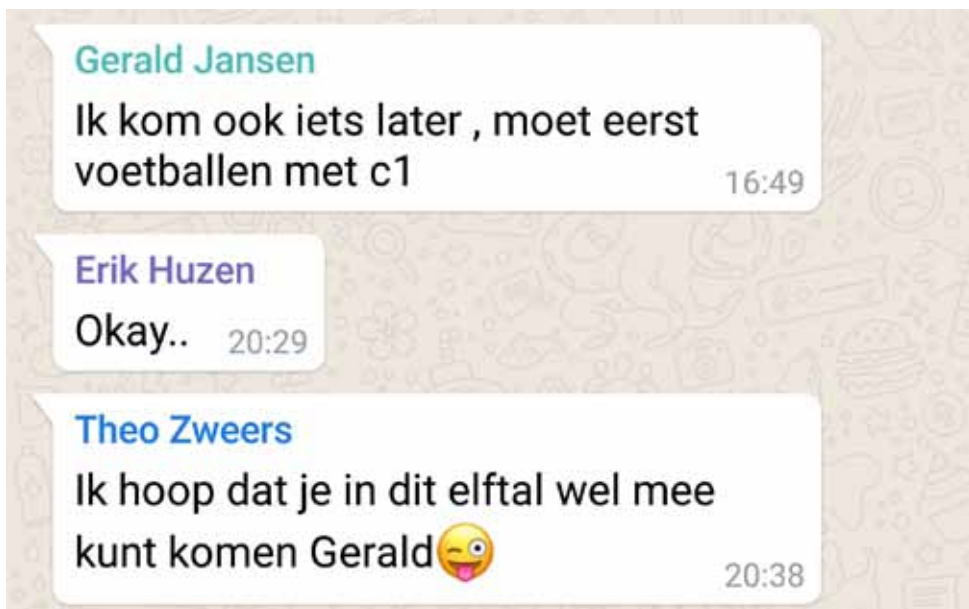 Gerald Jansen
Ik kom ook iets later , moet eerst
voetballen met c1
16:49
Erik Huzen
Okay..
20:29
Theo Zweers
Ik hoop dat je in dit elftal wel mee
kunt komen Gerald😜
20:38